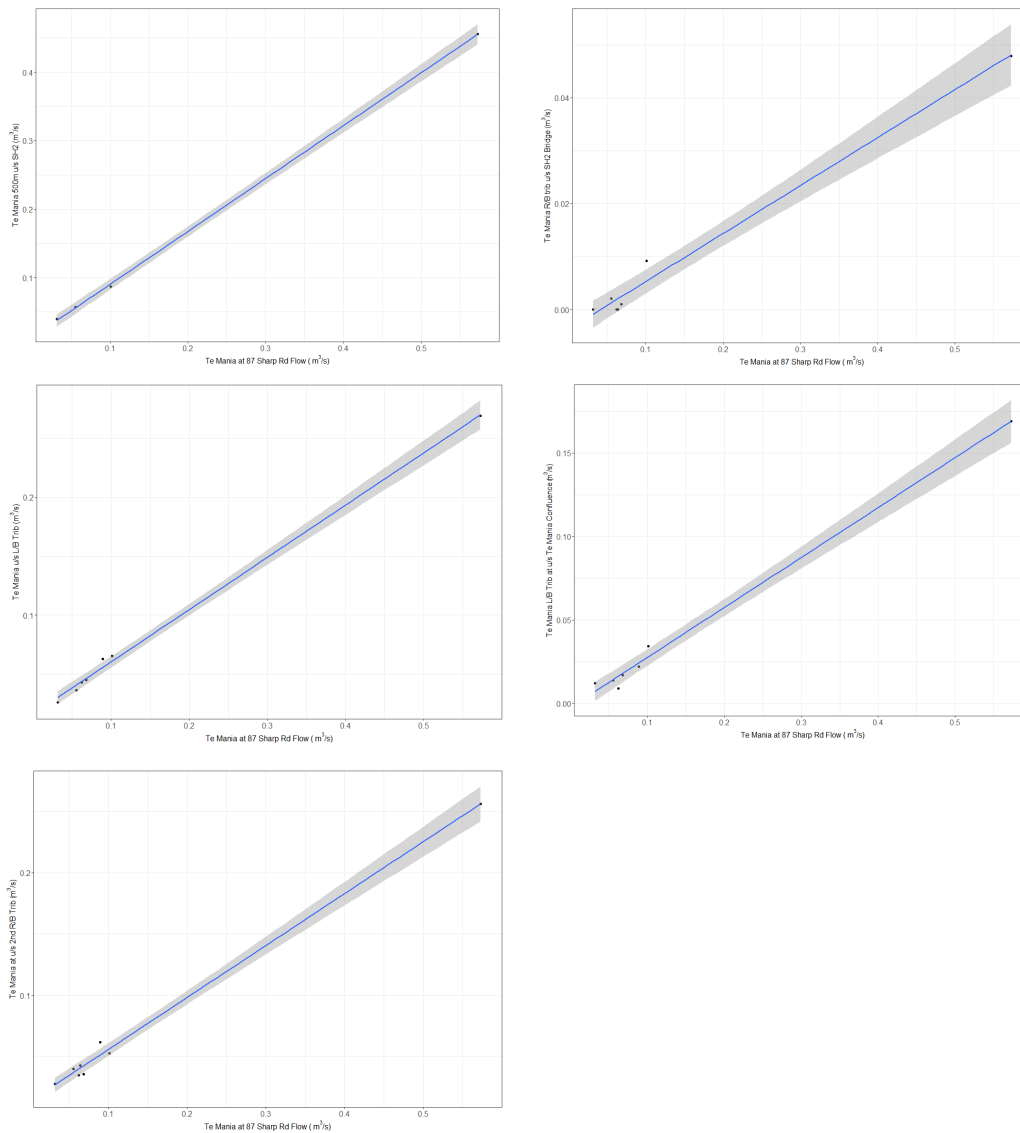 0.4
0.3
0.2
0.1
Te Mania 500m u/s SH2 (m³/s)
0.1 0.2 0.3 0.4 0.5
Te Mania at 87 Sharp Rd Flow ( m³/s)
0.04
0.02
0.00
Te Mania R/B trib u/s SH2 Bridge (m³/s)
0.1 0.2 0.3 0.4 0.5
Te Mania at 87 Sharp Rd Flow ( m³/s)
0.2
0.1
Te Mania u/s L/B Trib (m³/s)
0.1 0.2 0.3 0.4 0.5
Te Mania at 87 Sharp Rd Flow ( m³/s)
0.15
0.10
0.05
0.00
Te Mania L/B Trib at u/s Te Mania Confluence (m³/s)
0.1 0.2 0.3 0.4 0.5
Te Mania at 87 Sharp Rd Flow ( m³/s)
0.2
0.1
Te Mania at u/s 2nd R/B Trib (m³/s)
0.1 0.2 0.3 0.4 0.5
Te Mania at 87 Sharp Rd Flow ( m³/s)